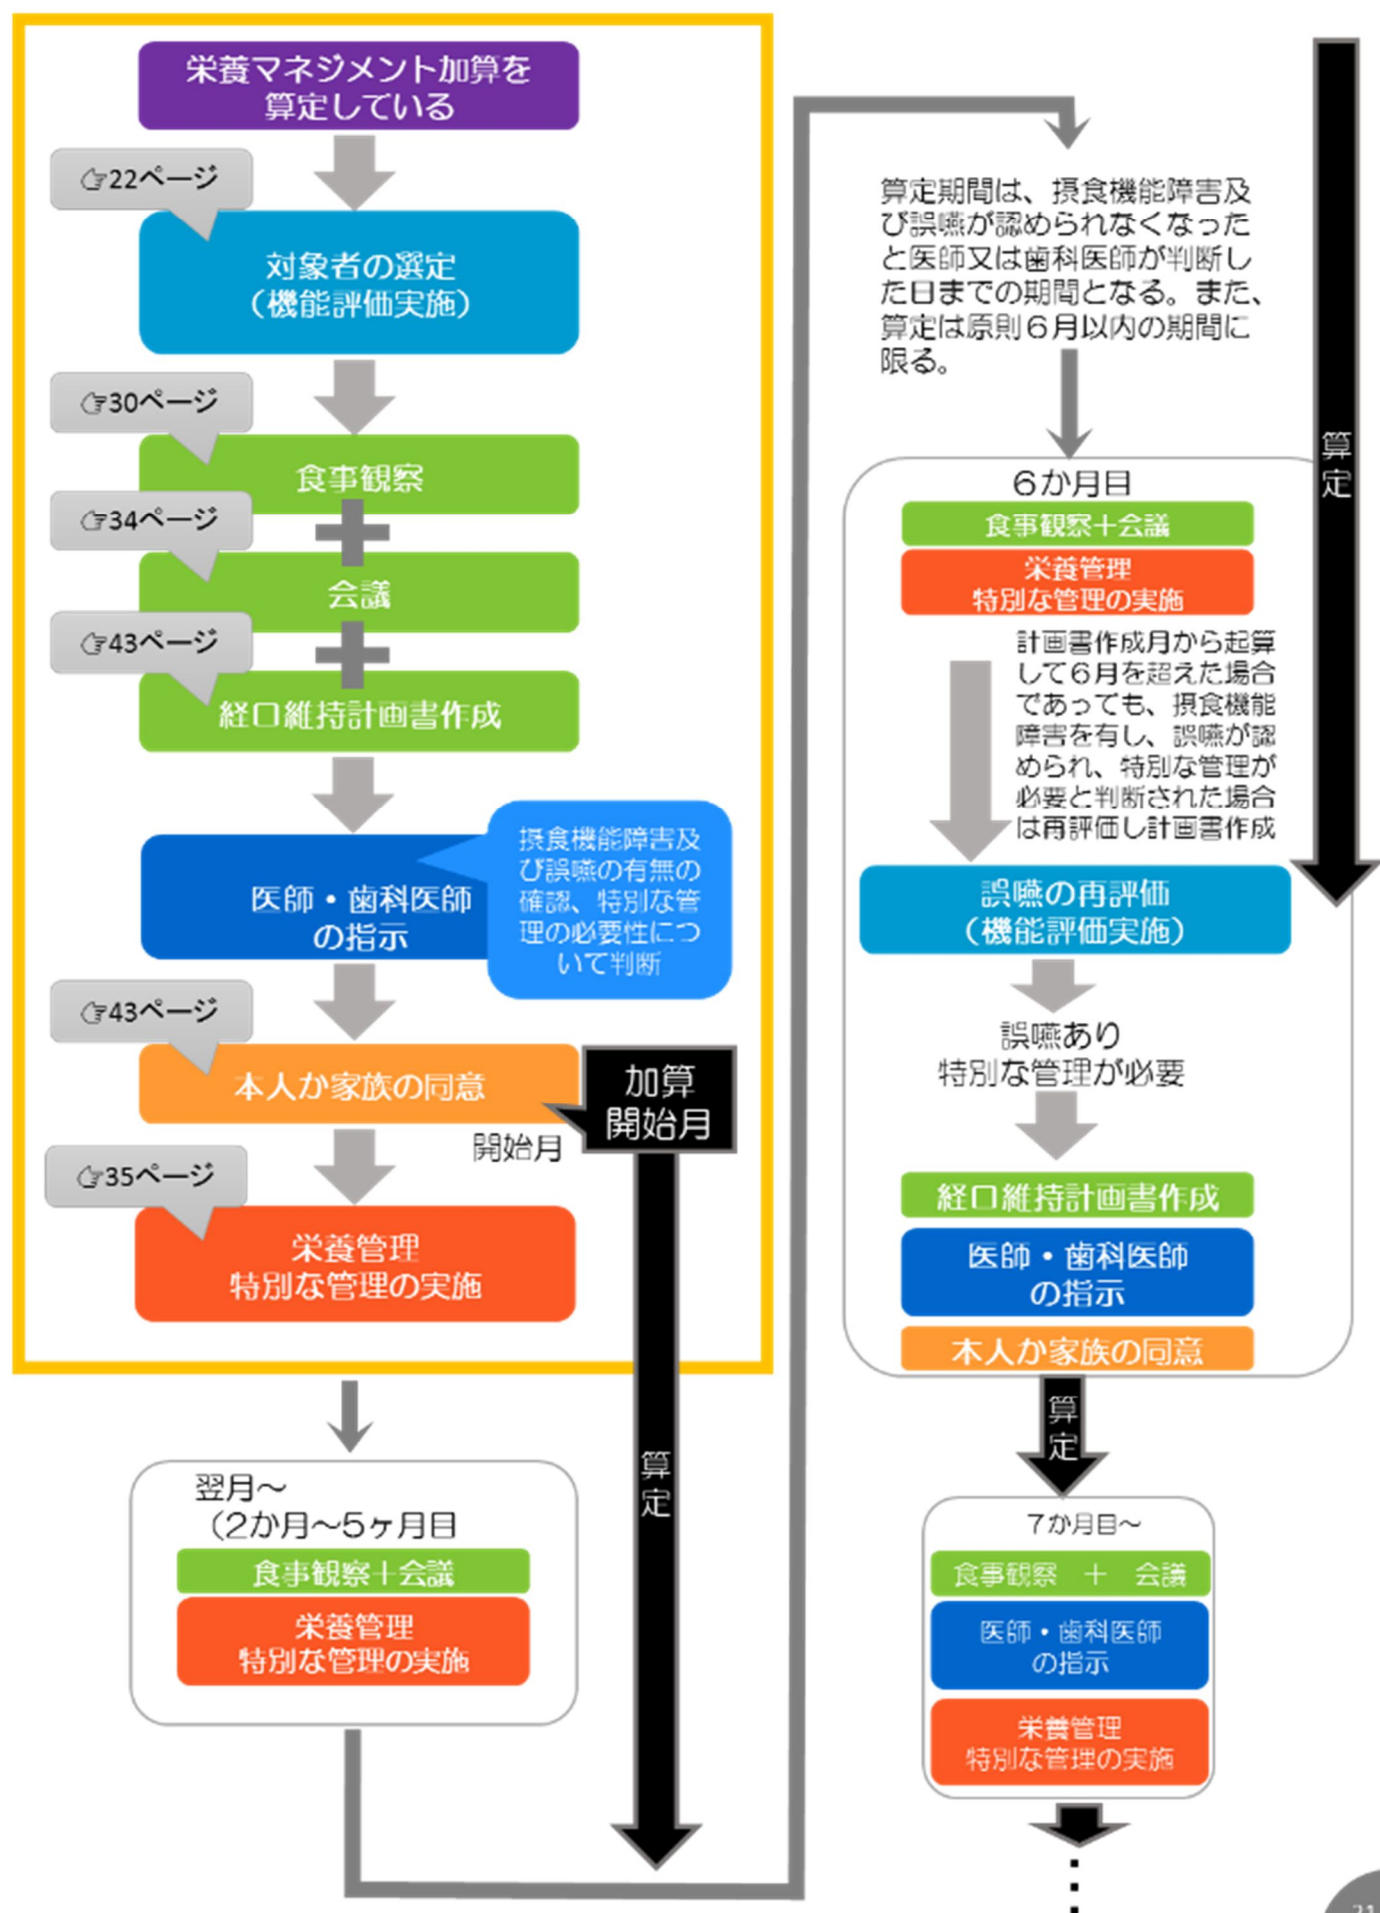 栄養マネジメント加算を
算定している
☞22ページ
対象者の選定
（機能評価実施）
☞30ページ
食事観察
☞34ページ
会議
☞43ページ
経口維持計画書作成
医師・歯科医師
の指示
摂食機能障害及
び誤嚥の有無の
確認、特別な管
理の必要性につ
いて判断
☞43ページ
本人か家族の同意
加算
開始月
開始月
☞35ページ
栄養管理
特別な管理の実施
算定
翌月～
（2か月～5ヶ月目
食事観察＋会議
栄養管理
特別な管理の実施
算定期間は、摂食機能障害及
び誤嚥が認められなくなった
と医師又は歯科医師が判断し
た日までの期間となる。また、
算定は原則６月以内の期間に
限る。
算定
６か月目
食事観察＋会議
栄養管理
特別な管理の実施
計画書作成月から起算
して６月を超えた場合
であっても、摂食機能
障害を有し、誤嚥が認
められ、特別な管理が
必要と判断された場合
は再評価し計画書作成
誤嚥の再評価
（機能評価実施）
誤嚥あり
特別な管理が必要
経口維持計画書作成
医師・歯科医師
の指示
本人か家族の同意
算定
７か月目～
食事観察　＋　会議
医師・歯科医師
の指示
栄養管理
特別な管理の実施
21